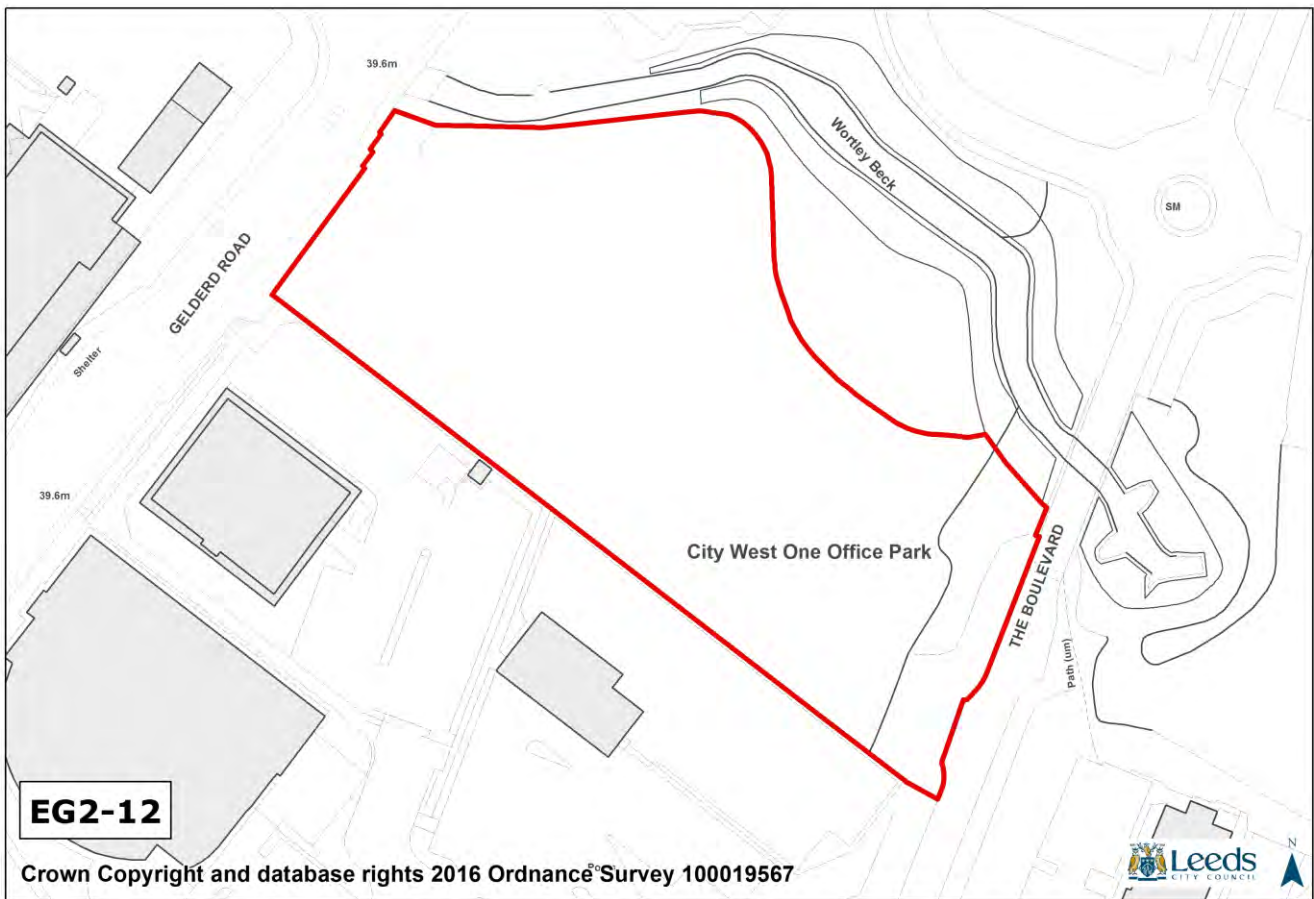 39.6m
Wortley Beck
SM
GELDERD ROAD
Shelter
39.6m
City West One Office Park
THE BOULEVARD
Path (um)
EG2-12
Crown Copyright and database rights 2016 Ordnance Survey 100019567
Leeds
CITY COUNCIL
N